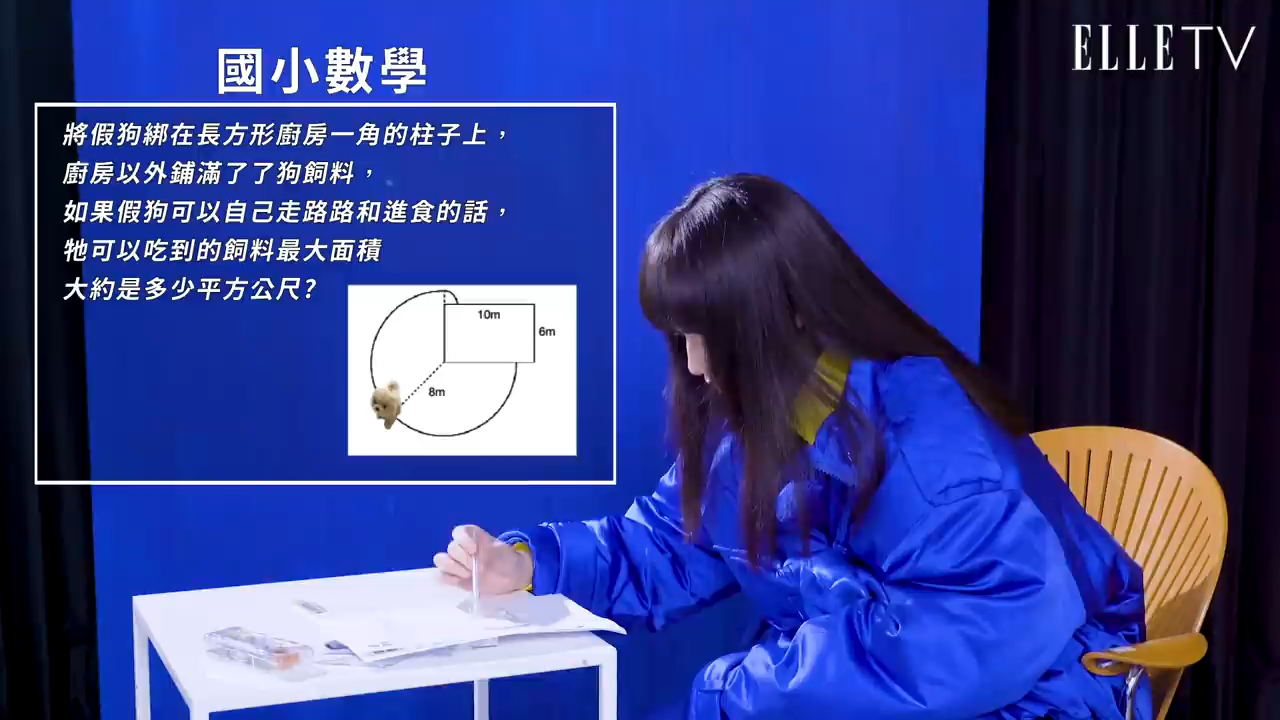 ELLETV
國小數學
將假狗綁在長方形廚房一角的柱子上，
廚房以外鋪滿了了狗飼料，
如果假狗可以自己走路路和進食的話，
牠可以吃到的飼料最大面積
大約是多少平方公尺?
10m
6m
8m